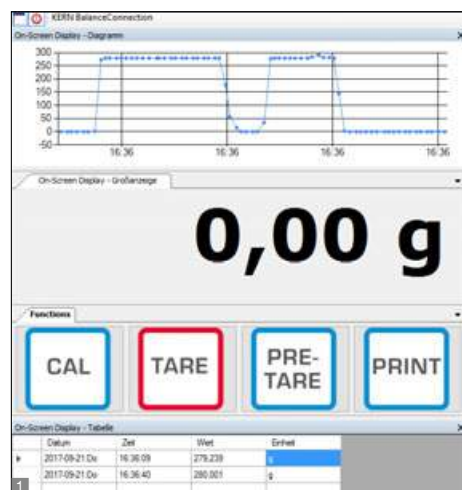 KERN BalanceConnection
On-Screen Display - Diagramm
300
250
200
150
100
50
0
-50
16:36 16:36 16:36 16:36
On-Screen Display - Großanzeige
0,00 g
Functions
CAL
TARE
PRE-
TARE
PRINT
On-Screen Display - Tabelle
Datum Zeit Wert Einheit
2017-09-21 Do 16:36:09 279.239 g
2017-09-21 Do 16:36:40 280.001 g
1